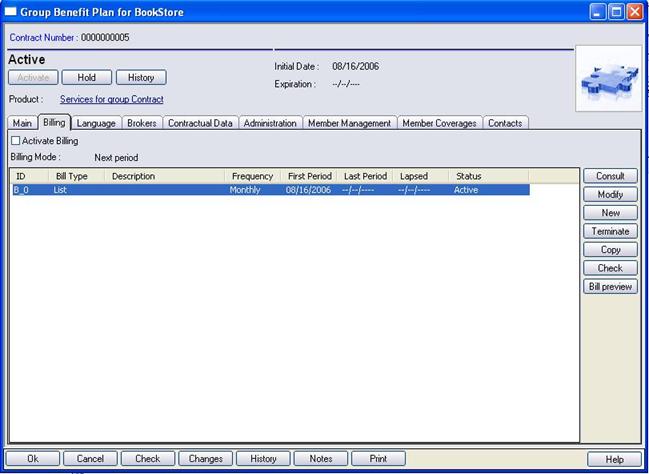 Group Benefit Plan for BookStore
Contract Number : 0000000005
Active
Initial Date : 08/16/2006
Activate Hold History
Expiration : --/--/----
Product : Services for group Contract
Main Billing Language Brokers Contractual Data Administration Member Management Member Coverages Contacts
Activate Billing
Billing Mode : Next period
ID Bill Type Description Frequency First Period Last Period Lapsed Status
B_0 List Monthly 08/16/2006 --/--/---- --/--/---- Active
Consult
Modify
New
Terminate
Copy
Check
Bill preview
Ok Cancel Check Changes History Notes Print Help